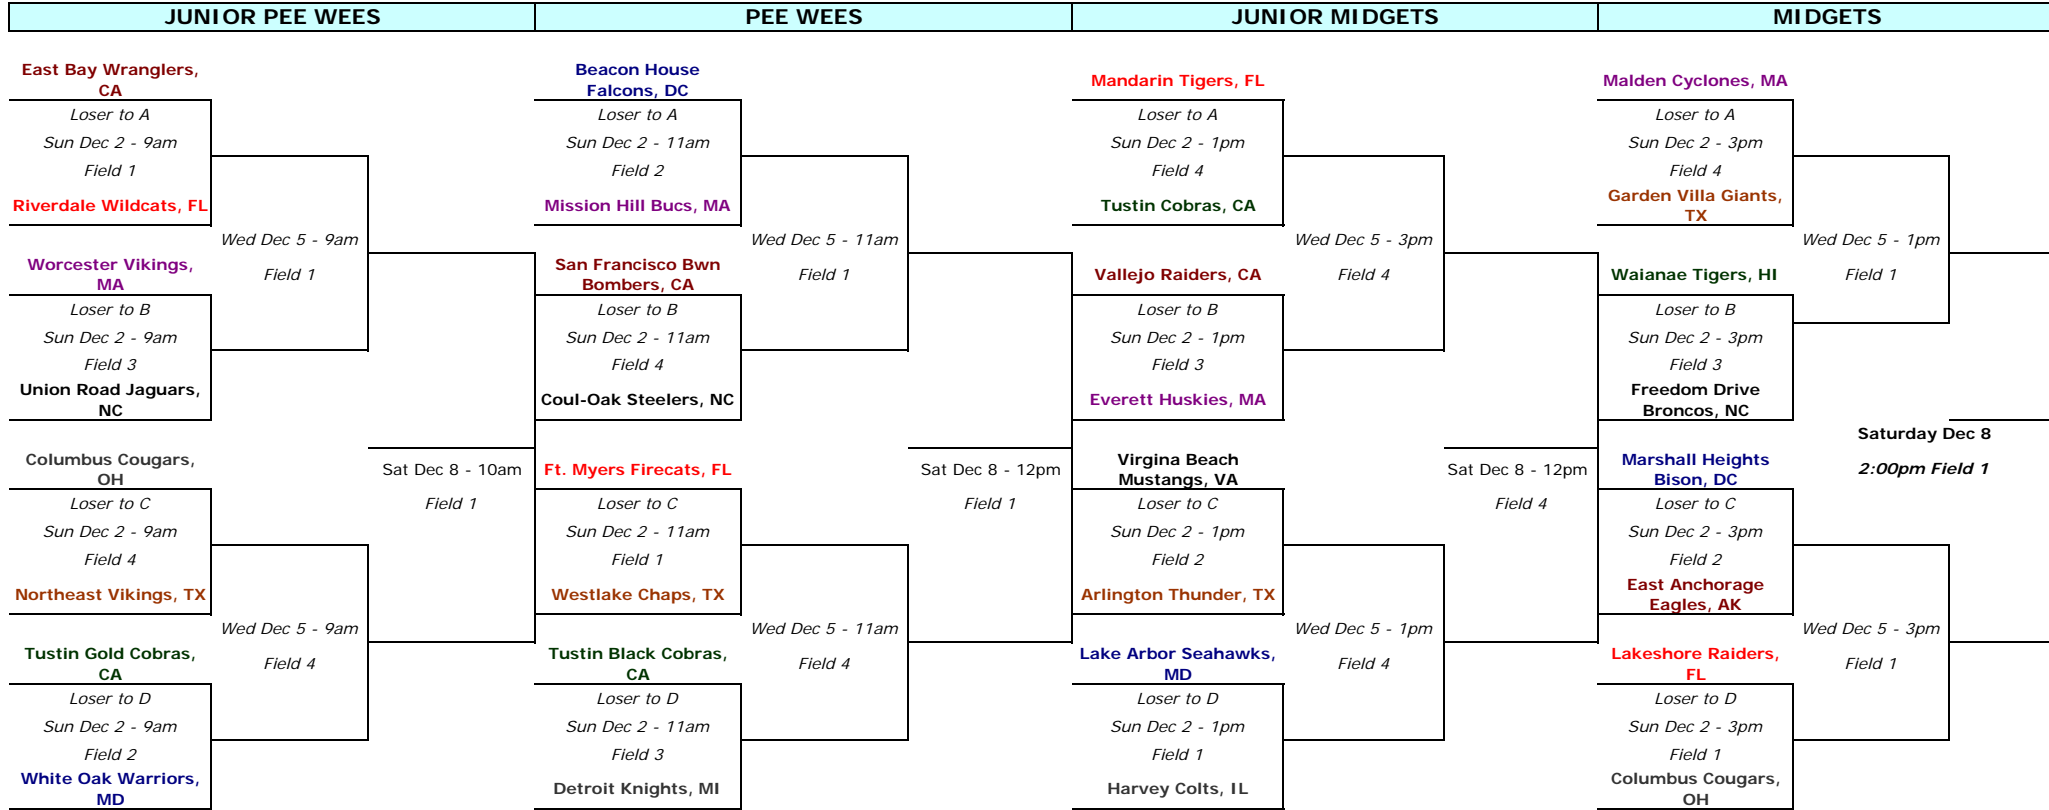 JUNIOR PEE WEES
PEE WEES
JUNIOR MIDGETS
MIDGETS
East Bay Wranglers,
CA
Loser to A
Sun Dec 2 - 9am
Field 1
Riverdale Wildcats, FL
Wed Dec 5 - 9am
Field 1
Worcester Vikings,
MA
Loser to B
Sun Dec 2 - 9am
Field 3
Union Road Jaguars,
NC
Sat Dec 8 - 10am
Field 1
Columbus Cougars,
OH
Loser to C
Sun Dec 2 - 9am
Field 4
Northeast Vikings, TX
Wed Dec 5 - 9am
Field 4
Tustin Gold Cobras,
CA
Loser to D
Sun Dec 2 - 9am
Field 2
White Oak Warriors,
MD
Beacon House
Falcons, DC
Loser to A
Sun Dec 2 - 11am
Field 2
Mission Hill Bucs, MA
Wed Dec 5 - 11am
Field 1
San Francisco Bwn
Bombers, CA
Loser to B
Sun Dec 2 - 11am
Field 4
Coul-Oak Steelers, NC
Sat Dec 8 - 12pm
Field 1
Ft. Myers Firecats, FL
Loser to C
Sun Dec 2 - 11am
Field 1
Westlake Chaps, TX
Wed Dec 5 - 11am
Field 4
Tustin Black Cobras,
CA
Loser to D
Sun Dec 2 - 11am
Field 3
Detroit Knights, MI
Mandarin Tigers, FL
Loser to A
Sun Dec 2 - 1pm
Field 4
Tustin Cobras, CA
Wed Dec 5 - 3pm
Field 4
Vallejo Raiders, CA
Loser to B
Sun Dec 2 - 1pm
Field 3
Everett Huskies, MA
Sat Dec 8 - 12pm
Field 4
Virgina Beach
Mustangs, VA
Loser to C
Sun Dec 2 - 1pm
Field 2
Arlington Thunder, TX
Wed Dec 5 - 1pm
Field 4
Lake Arbor Seahawks,
MD
Loser to D
Sun Dec 2 - 1pm
Field 1
Harvey Colts, IL
Malden Cyclones, MA
Loser to A
Sun Dec 2 - 3pm
Field 4
Garden Villa Giants,
TX
Wed Dec 5 - 1pm
Field 1
Waianae Tigers, HI
Loser to B
Sun Dec 2 - 3pm
Field 3
Freedom Drive
Broncos, NC
Saturday Dec 8
2:00pm Field 1
Marshall Heights
Bison, DC
Loser to C
Sun Dec 2 - 3pm
Field 2
East Anchorage
Eagles, AK
Wed Dec 5 - 3pm
Field 1
Lakeshore Raiders,
FL
Loser to D
Sun Dec 2 - 3pm
Field 1
Columbus Cougars,
OH